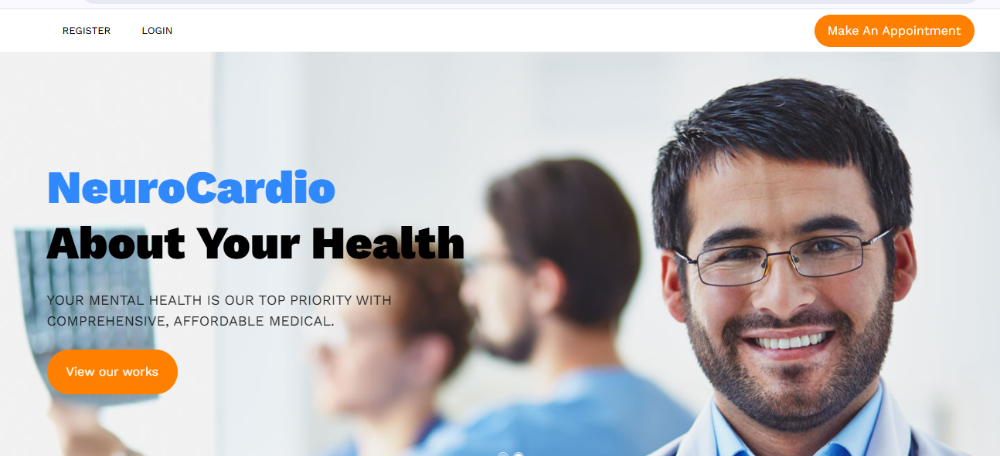 REGISTER LOGIN Make An Appointment
NeuroCardio
About Your Health
YOUR MENTAL HEALTH IS OUR TOP PRIORITY WITH
COMPREHENSIVE, AFFORDABLE MEDICAL.
View our works